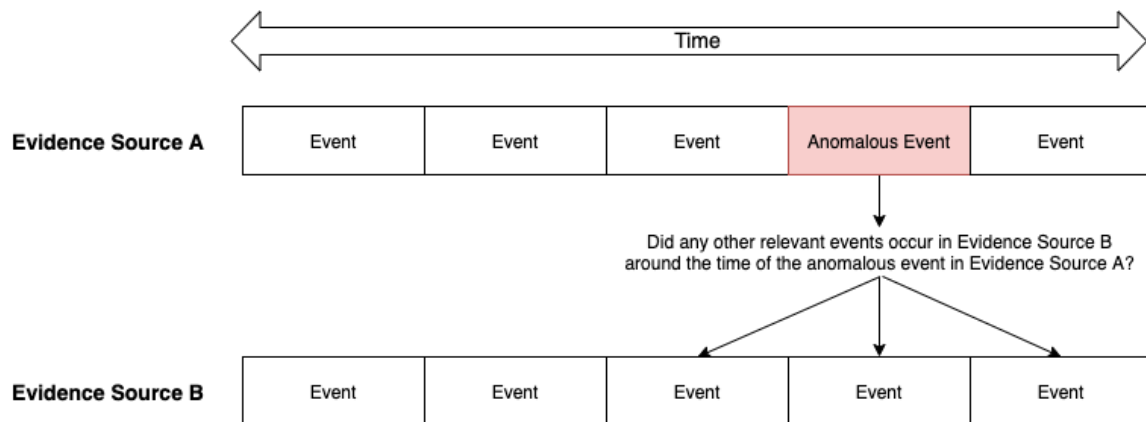 Time
Evidence Source A
Event
Event
Event
Anomalous Event
Event
Did any other relevant events occur in Evidence Source B
around the time of the anomalous event in Evidence Source A?
Evidence Source B
Event
Event
Event
Event
Event